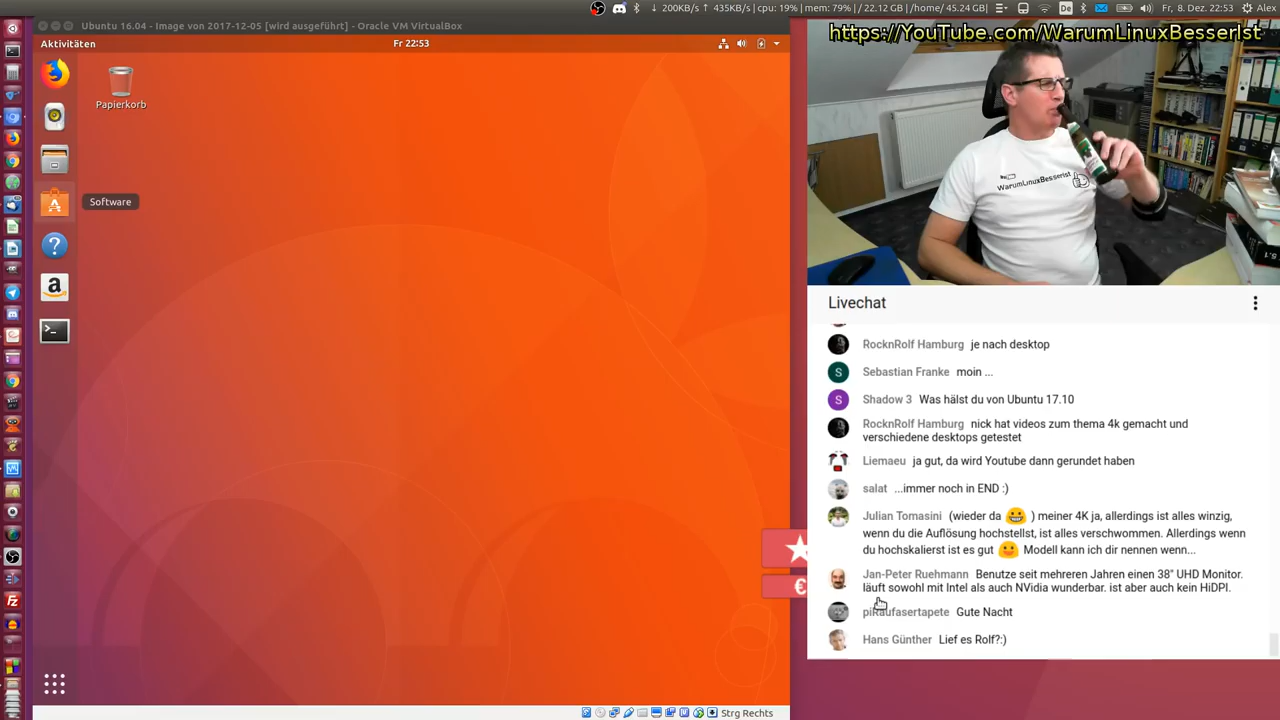 200KB/s 435KB/s cpu: 19% mem: 79% / 22.12 GB /home/ 45.24 GB De Fr, 8. Dez. 22:53 Alex
Ubuntu 16.04 - Image von 2017-12-05 [wird ausgeführt] - Oracle VM VirtualBox
https://YouTube.com/WarumLinuxBesserIst
Aktivitäten Fr 22:53
Papierkorb
WarumLinuxBesserIst
Software
Livechat
RocknRolf Hamburg je nach desktop
Sebastian Franke moin ...
Shadow 3 Was hälst du von Ubuntu 17.10
RocknRolf Hamburg nick hat videos zum thema 4k gemacht und
verschiedene desktops getestet
Liemaeu ja gut, da wird Youtube dann gerundet haben
salat ...immer noch in END :)
Julian Tomasini (wieder da 😀 ) meiner 4K ja, allerdings ist alles winzig,
wenn du die Auflösung hochstellst, ist alles verschwommen. Allerdings wenn
du hochskalierst ist es gut 😛 Modell kann ich dir nennen wenn...
Jan-Peter Ruehmann Benutze seit mehreren Jahren einen 38" UHD Monitor.
läuft sowohl mit Intel als auch NVidia wunderbar. ist aber auch kein HiDPI.
Gute Nacht
Hans Günther Lief es Rolf?:)
Strg Rechts